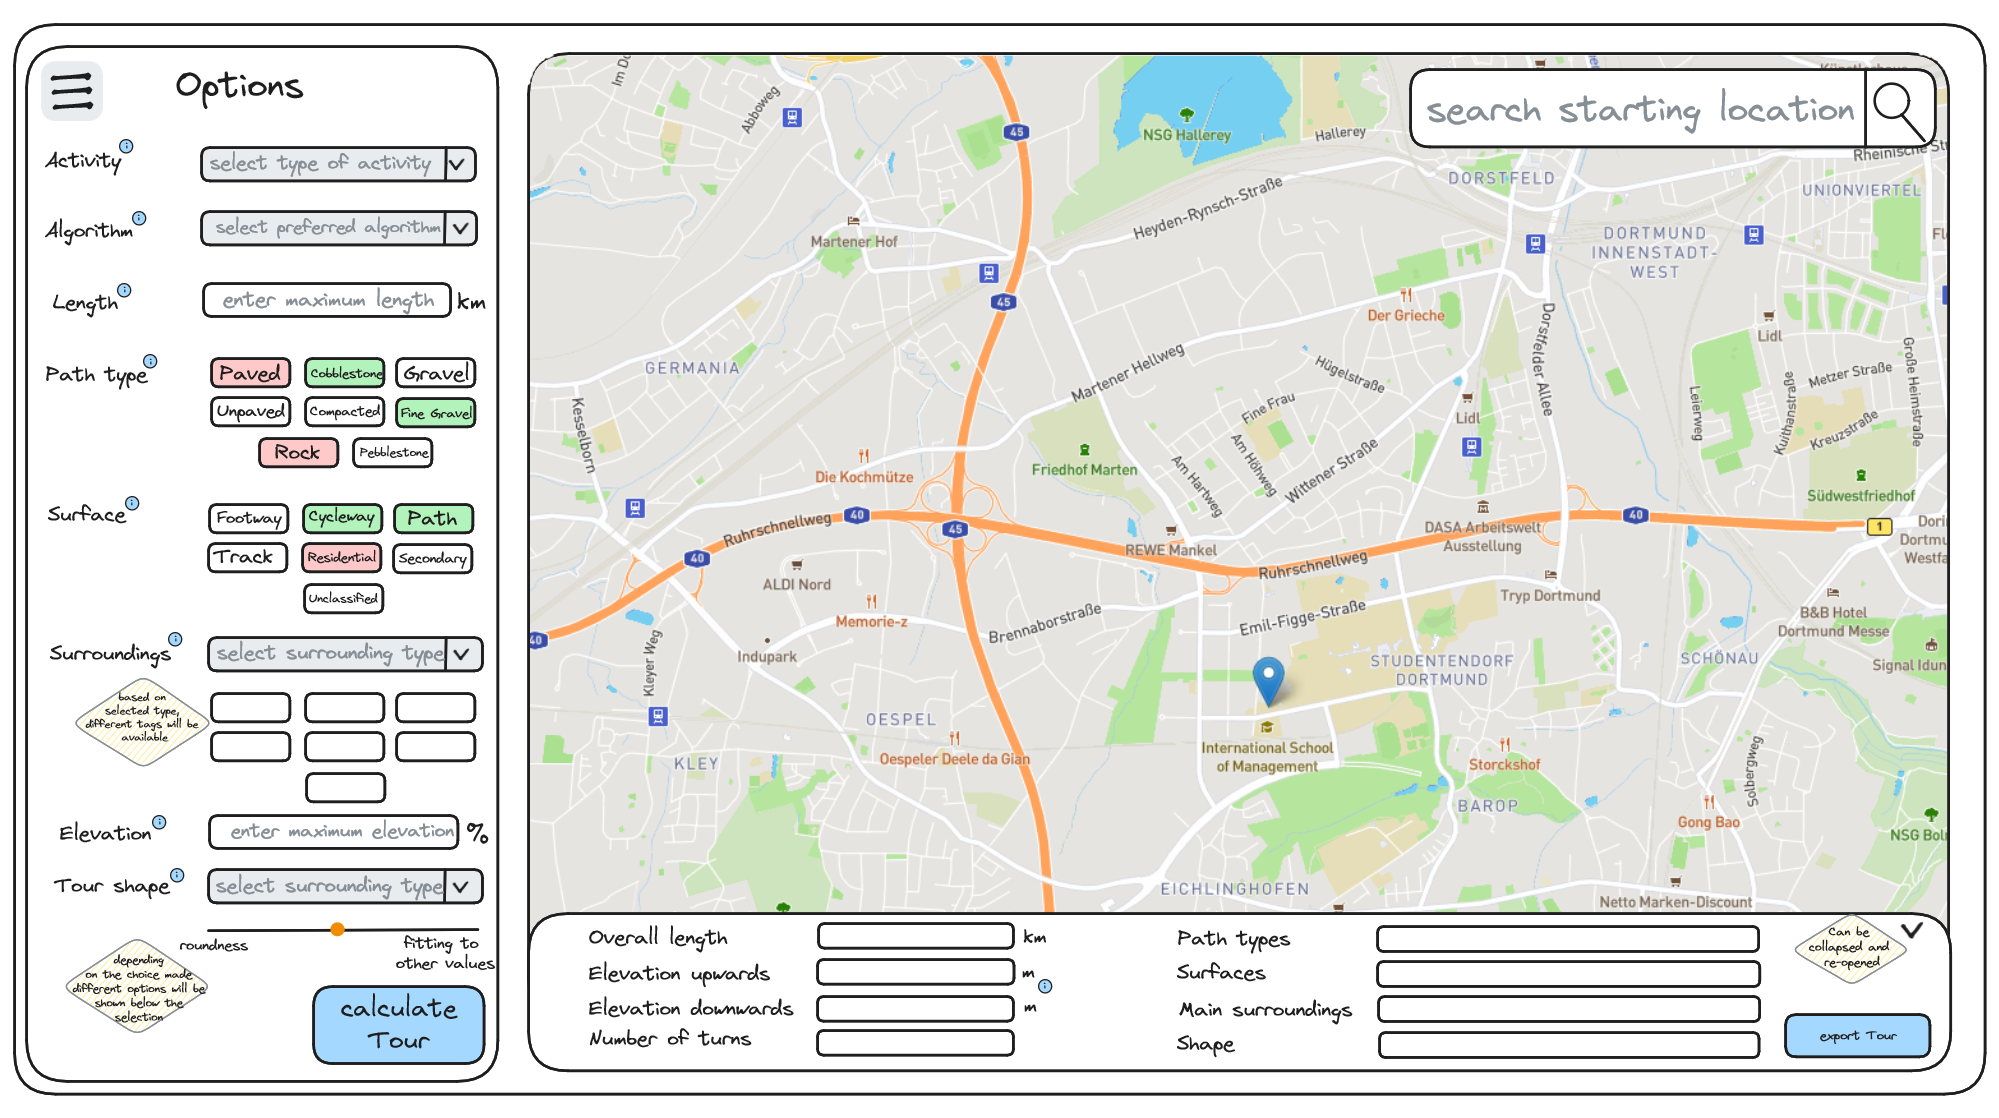 Options
Activity
select type of activity
Algorithm
select preferred algorithm
Length
enter maximum length
km
Path type
Paved
Cobblestone
Gravel
Unpaved
Compacted
Fine Gravel
Rock
Pebblestone
Surface
Footway
Cycleway
Path
Track
Residential
Secondary
Unclassified
Surroundings
select surrounding type
based on
selected type,
different tags will be
available
Elevation
enter maximum elevation
%
Tour shape
select surrounding type
roundness
fitting to
other values
depending
on the choice made
different options will be
shown below the
selection
calculate
Tour
search starting location
Im Do
Abboweg
45
NSG Hallerey
Hallerey
Rheinische Str
DORSTFELD
UNIONVIERTEL
Heyden-Rynsch-Straße
Martener Hof
DORTMUND
INNENSTADT-
WEST
45
Der Grieche
Dorstfelder Allee
Lidl
Große Heimstraße
GERMANIA
Martener Hellweg
Hügelstraße
Metzer Straße
Kesselborn
Fine Frau
Lidl
Leierweg
Kuithanstraße
Kreuzstraße
Am Höhweg
Friedhof Marten
Die Kochmütze
Am Hartweg
Wittener Straße
Südwestfriedhof
Ruhrschnellweg
40
45
40
1
DASA Arbeitswelt
Ausstellung
REWE Mankel
40
Ruhrschnellweg
ALDI Nord
Tryp Dortmund
Memorie-z
Brennaborstraße
Emil-Figge-Straße
B&B Hotel
Dortmund Messe
40
Kleyer Weg
Indupark
STUDENTENDORF
DORTMUND
SCHÖNAU
Signal Idun
OESPEL
KLEY
Oespeler Deele da Gian
International School
of Management
Storckshof
Solbergweg
BAROP
Gong Bao
NSG Bol
EICHLINGHOFEN
Netto Marken-Discount
Overall length
km
Elevation upwards
m
Elevation downwards
m
Number of turns
Path types
Surfaces
Main surroundings
Shape
Can be
collapsed and
re-opened
export Tour